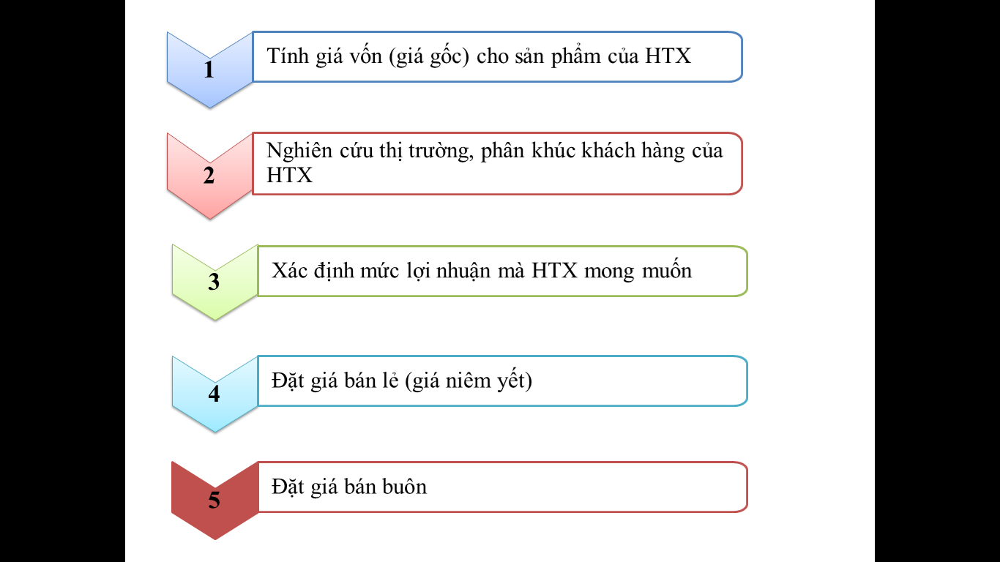 1
Tính giá vốn (giá gốc) cho sản phẩm của HTX
2
Nghiên cứu thị trường, phân khúc khách hàng của
HTX
3
Xác định mức lợi nhuận mà HTX mong muốn
4
Đặt giá bán lẻ (giá niêm yết)
5
Đặt giá bán buôn